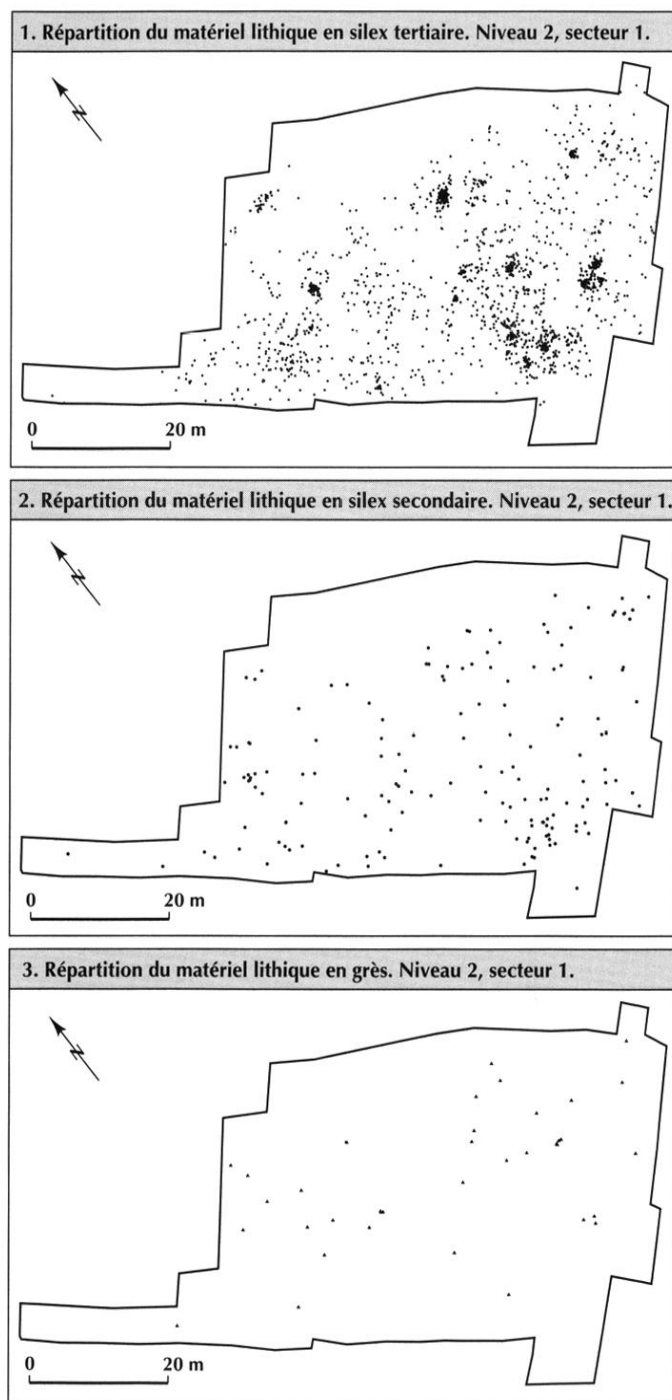 1. Répartition du matériel lithique en silex tertiaire. Niveau 2, secteur 1.
N
0 20 m
2. Répartition du matériel lithique en silex secondaire. Niveau 2, secteur 1.
N
0 20 m
3. Répartition du matériel lithique en grès. Niveau 2, secteur 1.
N
0 20 m